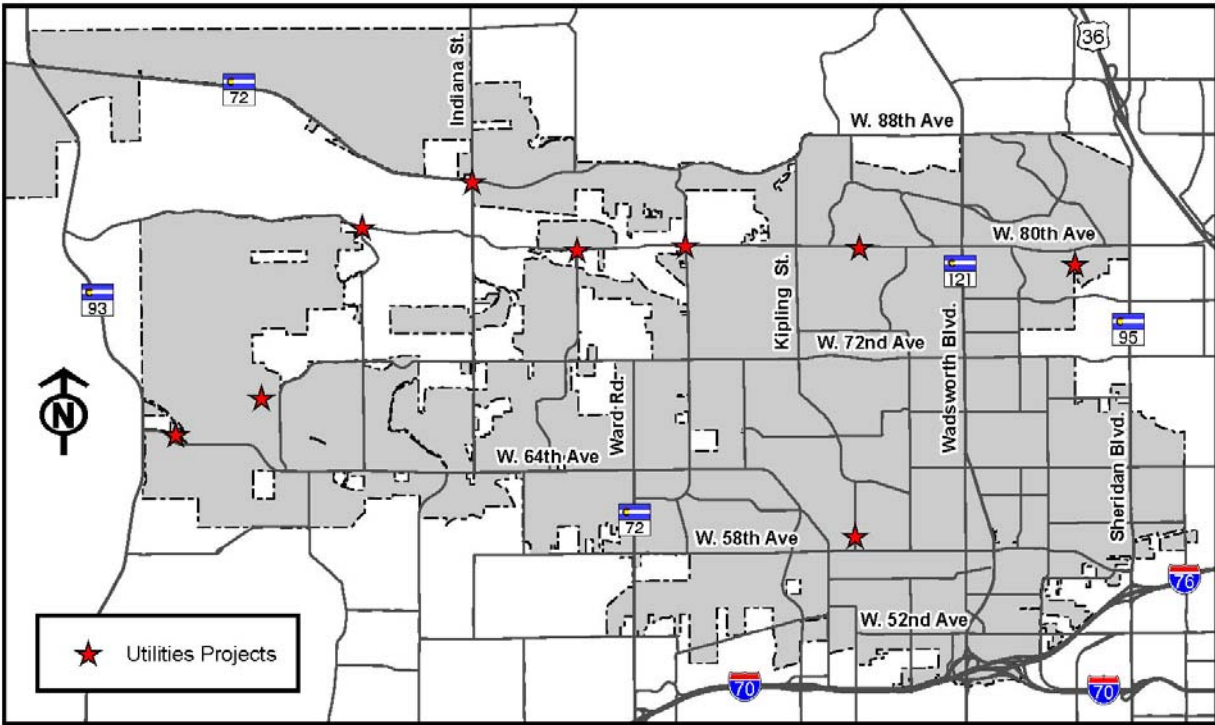 36
72
Indiana St.
W. 88th Ave
W. 80th Ave
121
93
Kipling St.
W. 72nd Ave
95
Wadsworth Blvd.
N
Ward Rd.
W. 64th Ave
Sheridan Blvd.
72
W. 58th Ave
76
W. 52nd Ave
Utilities Projects
70
70